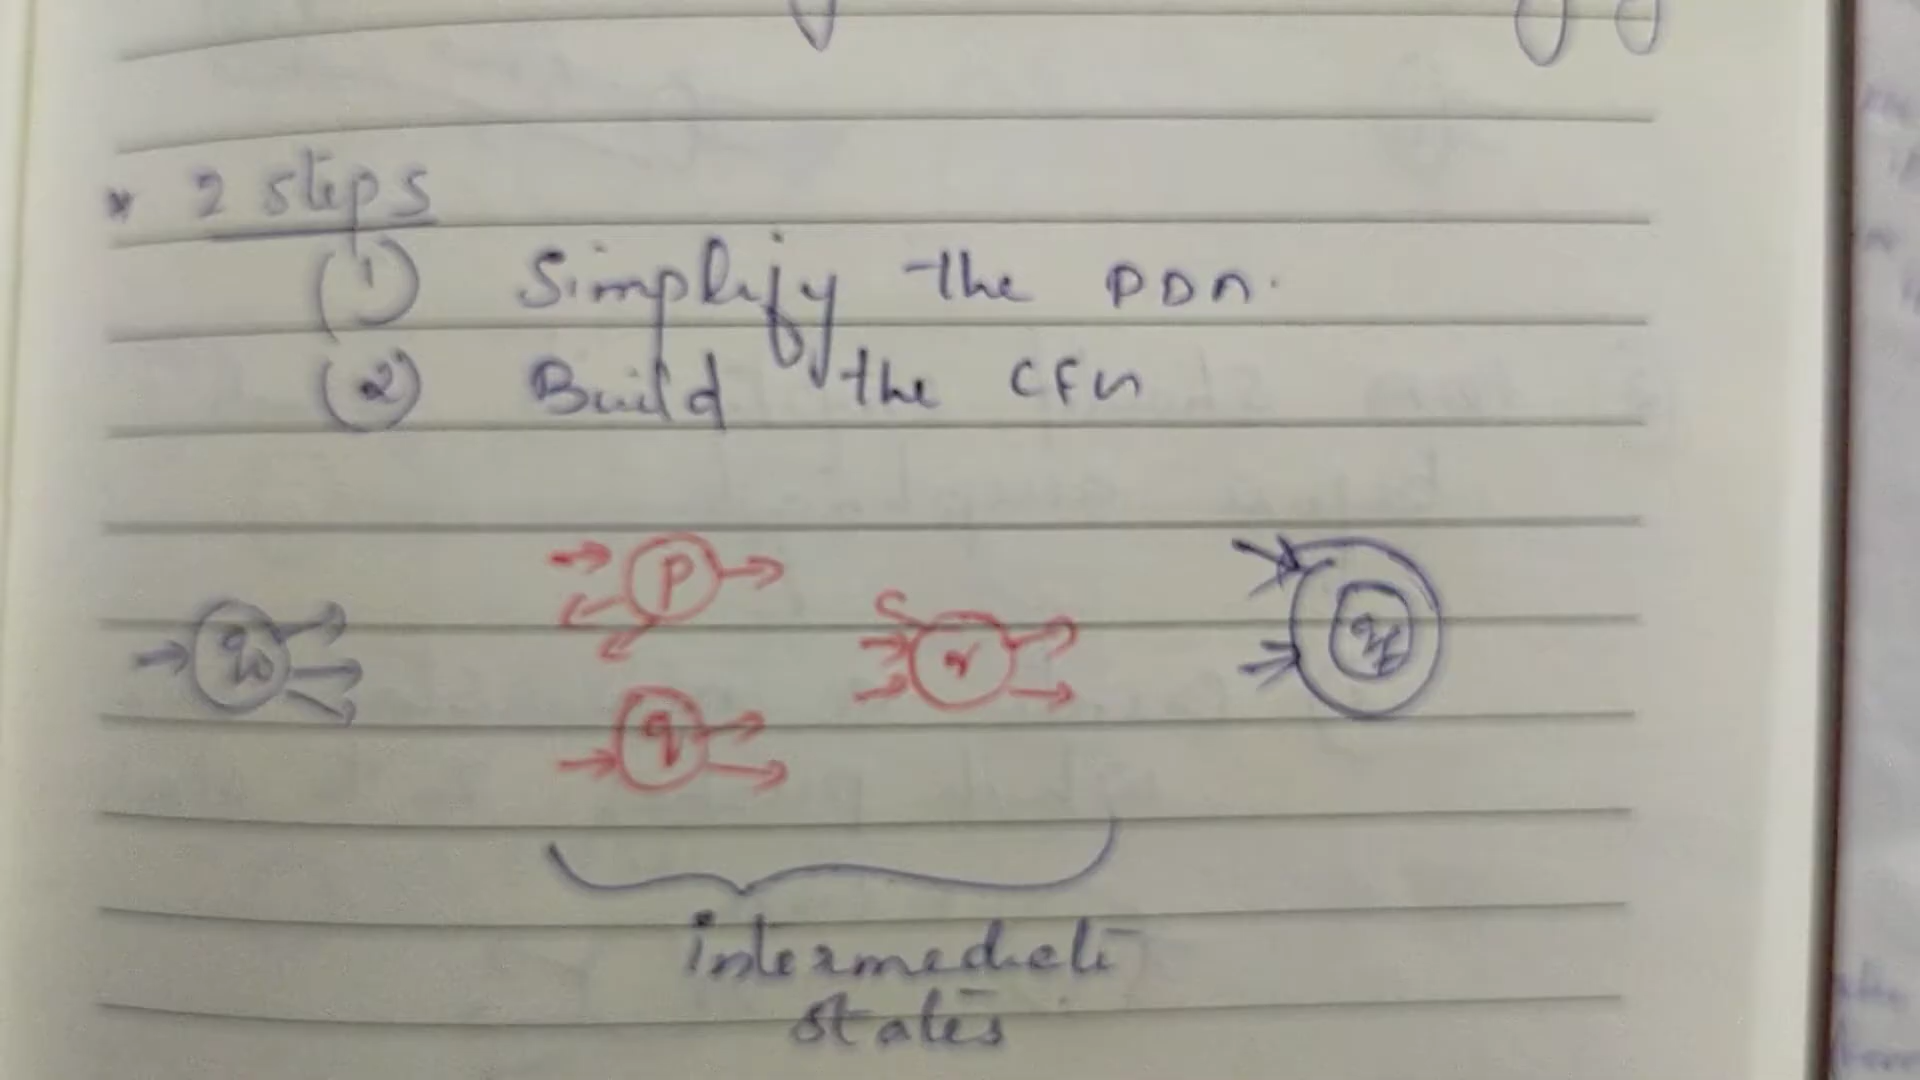 * 2 steps
(1) Simplify the PDA.
(2) Build the CFG
p
q0
r
qf
q
intermediate
states